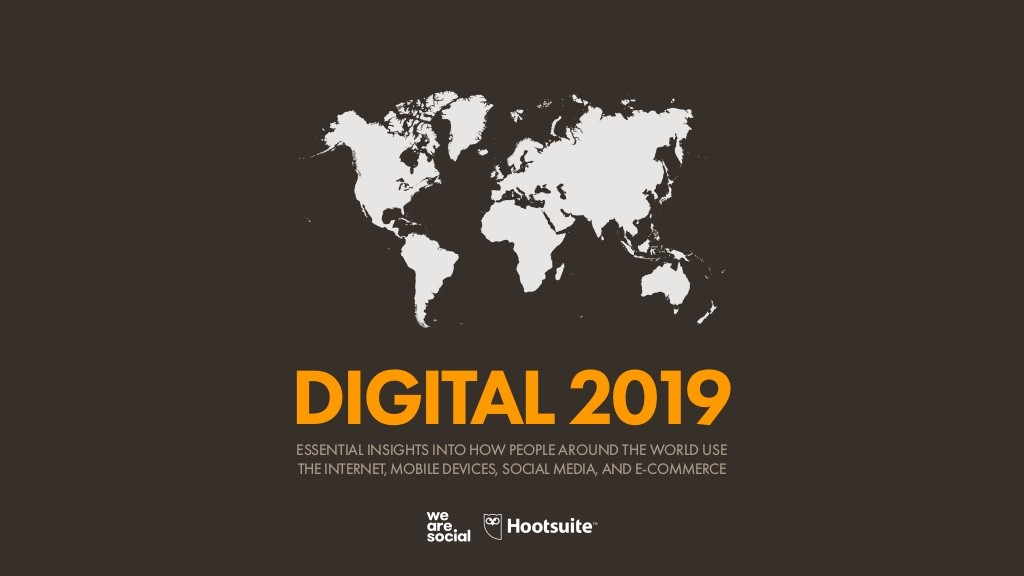 DIGITAL 2019
ESSENTIAL INSIGHTS INTO HOW PEOPLE AROUND THE WORLD USE
THE INTERNET, MOBILE DEVICES, SOCIAL MEDIA, AND E-COMMERCE
we
are
social
Hootsuite™